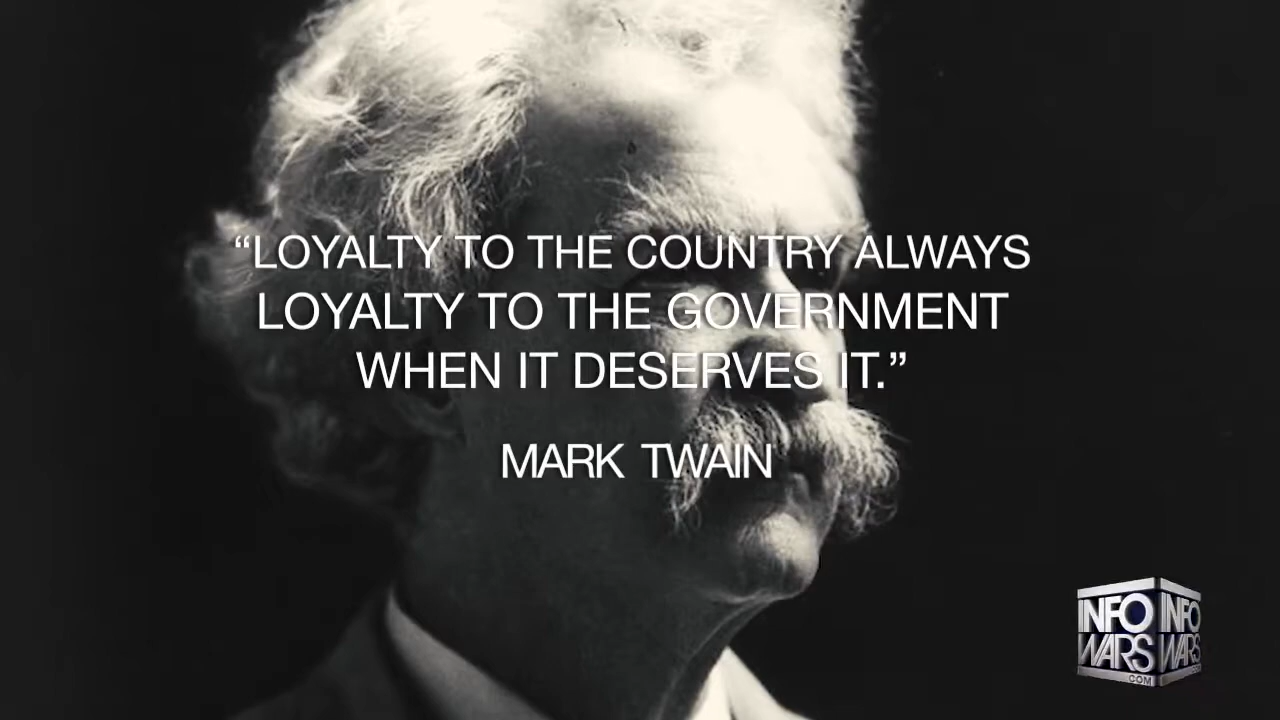 “LOYALTY TO THE COUNTRY ALWAYS
LOYALTY TO THE GOVERNMENT
WHEN IT DESERVES IT.”
MARK TWAIN
INFO INFO
WARS WARS
.COM